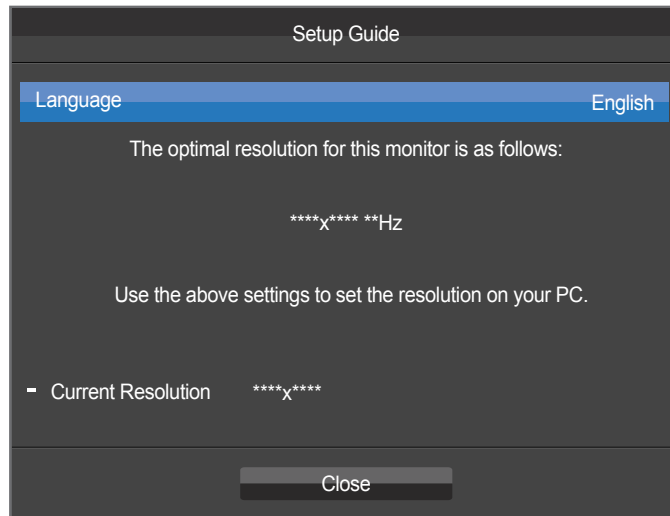 Setup Guide
Language English
The optimal resolution for this monitor is as follows:
****x**** **Hz
Use the above settings to set the resolution on your PC.
- Current Resolution ****x****
Close